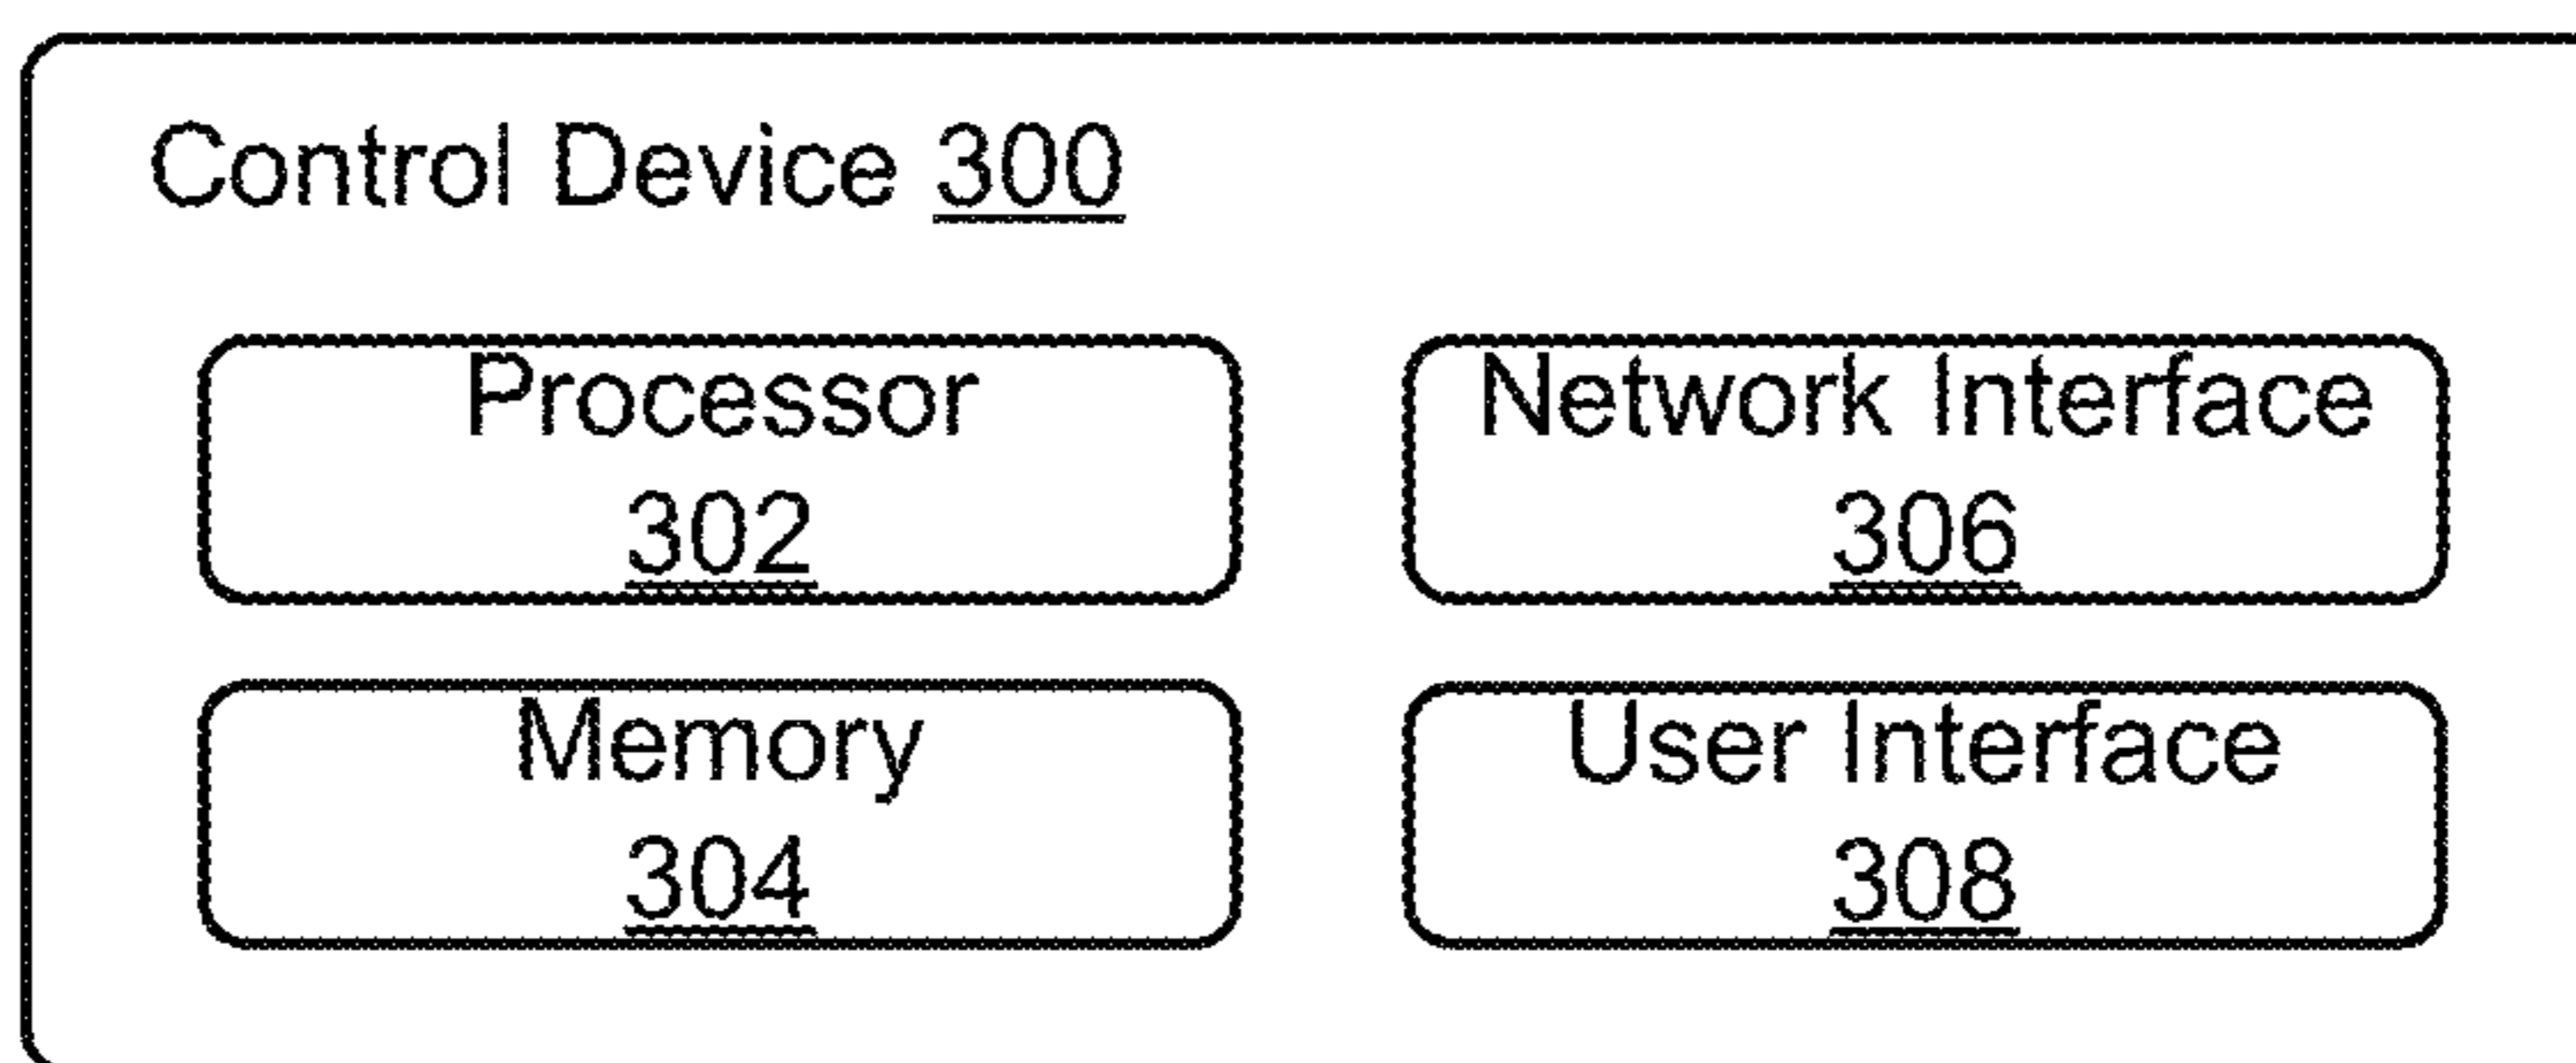 Control Device 300
Processor
302
Network Interface
306
Memory
304
User Interface
308